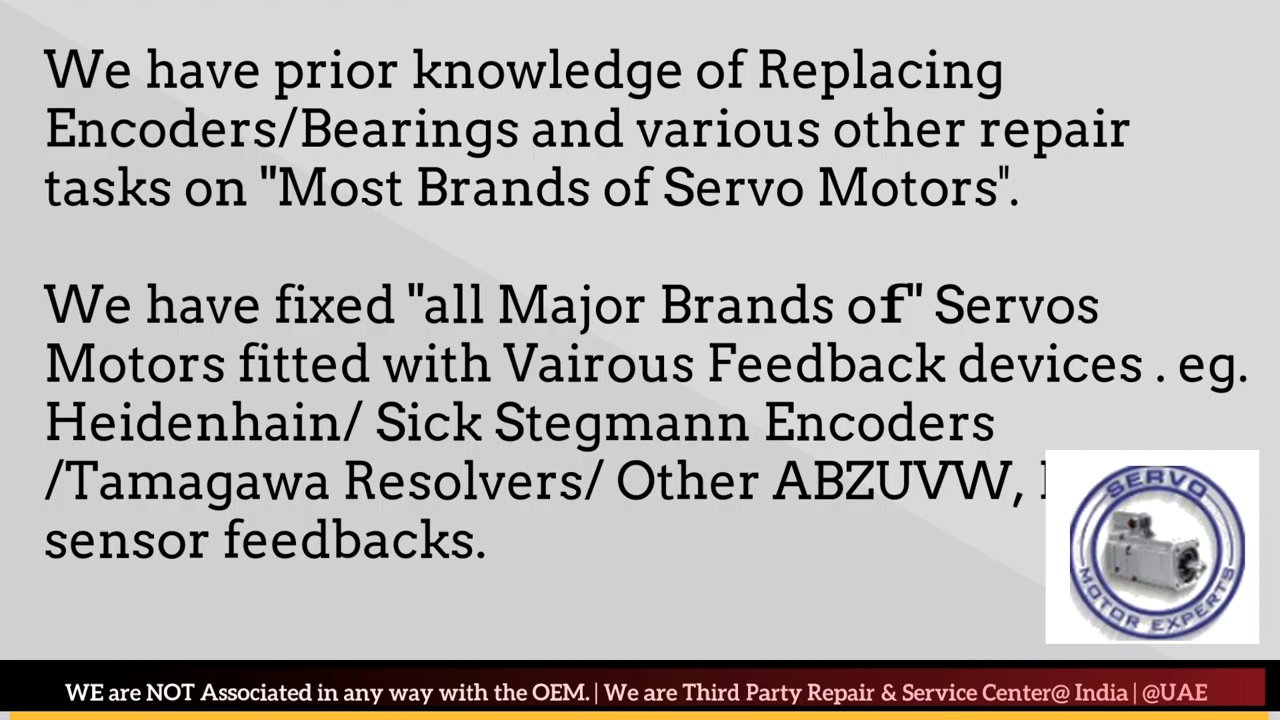 We have prior knowledge of Replacing
Encoders/Bearings and various other repair
tasks on "Most Brands of Servo Motors".
We have fixed "all Major Brands of" Servos
Motors fitted with Vairous Feedback devices . eg.
Heidenhain/ Sick Stegmann Encoders
/Tamagawa Resolvers/ Other ABZUVW,
sensor feedbacks.
SERVO
MOTOR EXPERTS
WE are NOT Associated in any way with the OEM. | We are Third Party Repair & Service Center@ India | @UAE